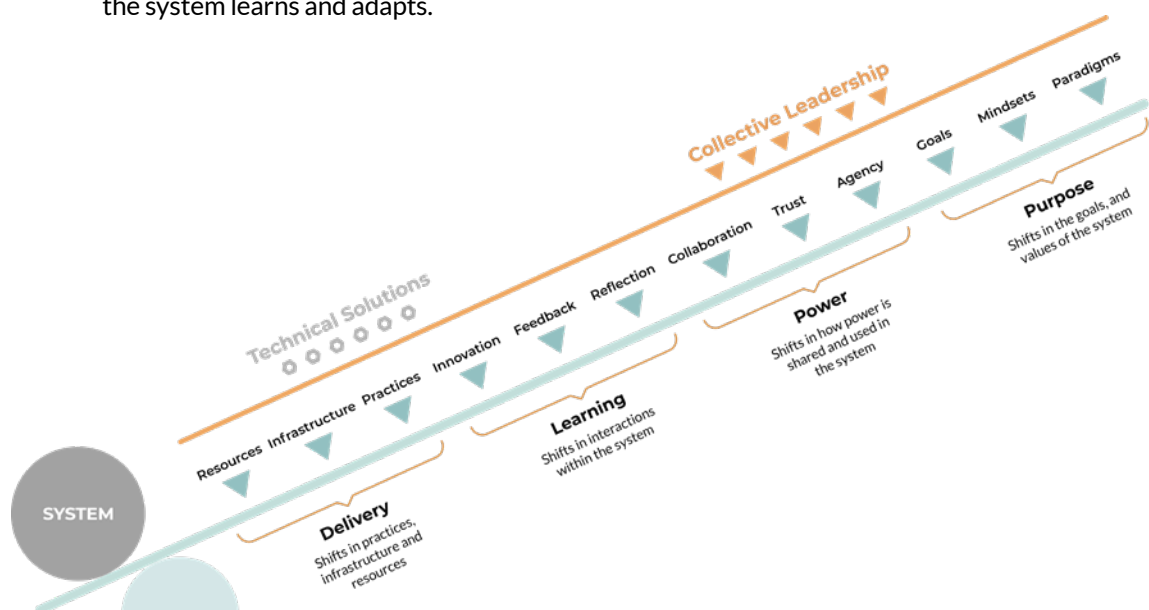 the system learns and adapts.
Collective Leadership
Technical Solutions
Resources
Infrastructure
Practices
Innovation
Feedback
Reflection
Collaboration
Trust
Agency
Goals
Mindsets
Paradigms
SYSTEM
Delivery
Shifts in practices,
infrastructure and
resources
Learning
Shifts in interactions
within the system
Power
Shifts in how power is
shared and used in
the system
Purpose
Shifts in the goals, and
values of the system